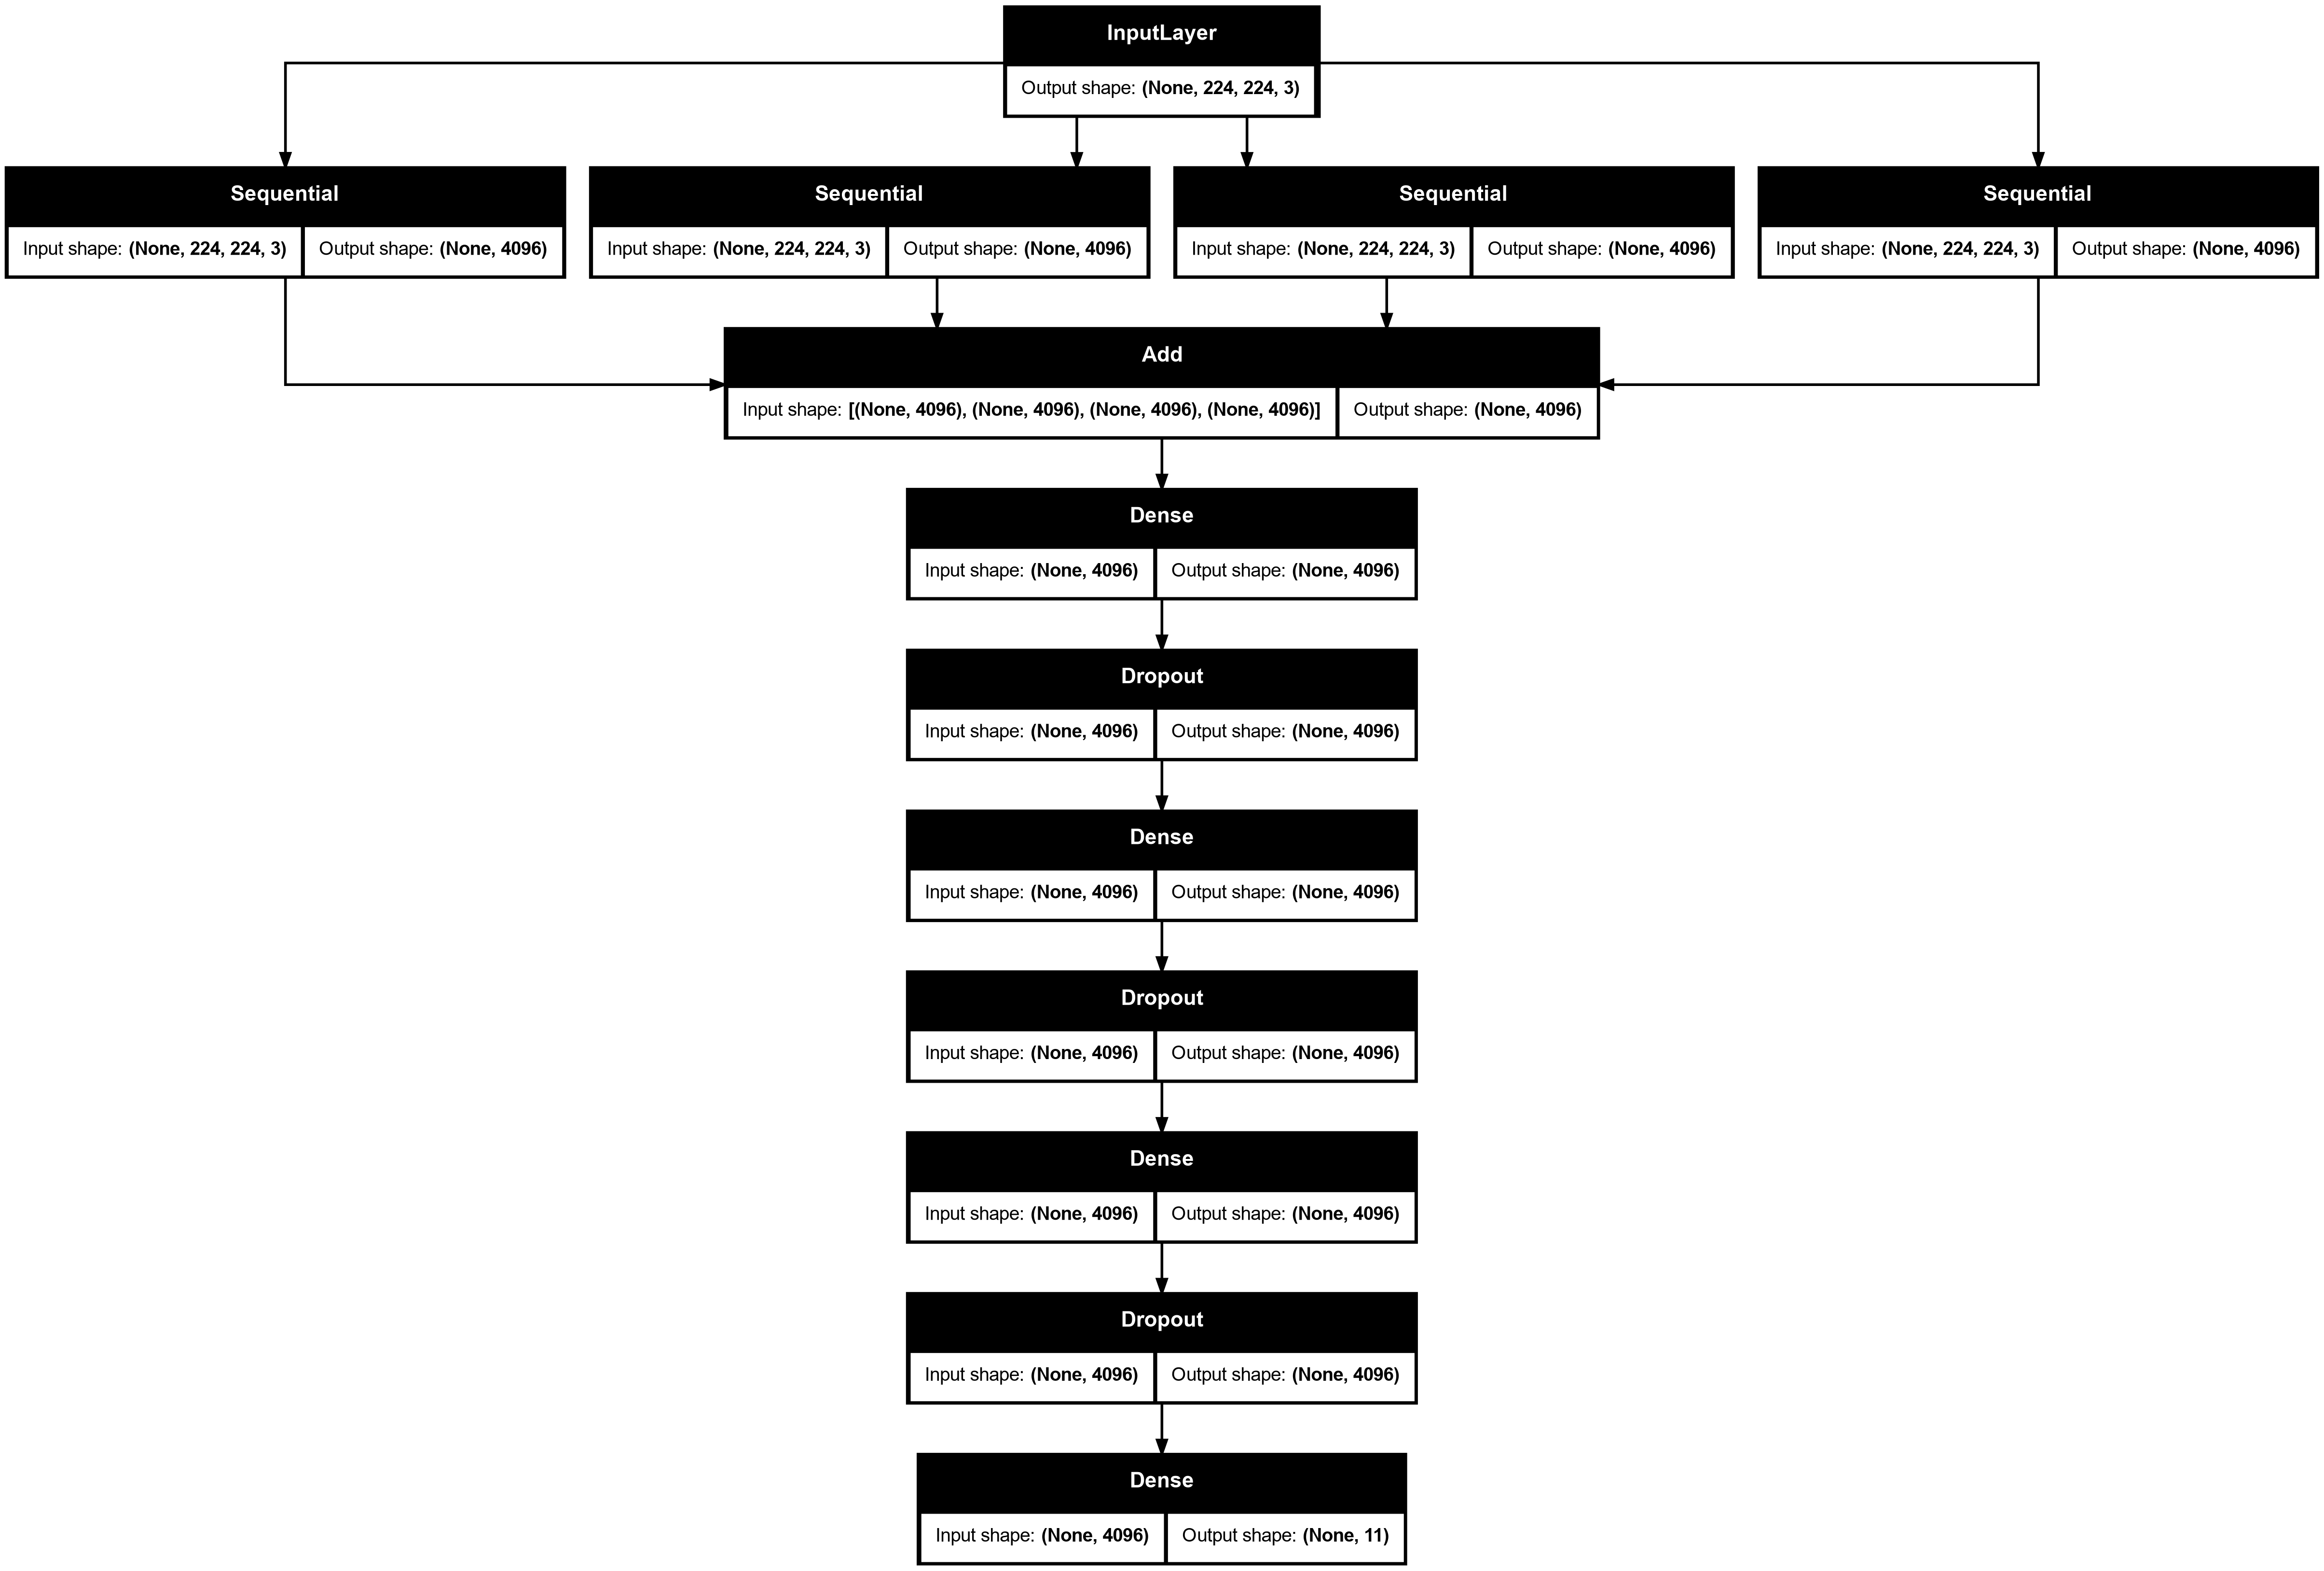 InputLayer
Output shape: (None, 224, 224, 3)
Sequential
Input shape: (None, 224, 224, 3) Output shape: (None, 4096)
Sequential
Input shape: (None, 224, 224, 3) Output shape: (None, 4096)
Sequential
Input shape: (None, 224, 224, 3) Output shape: (None, 4096)
Sequential
Input shape: (None, 224, 224, 3) Output shape: (None, 4096)
Add
Input shape: [(None, 4096), (None, 4096), (None, 4096), (None, 4096)] Output shape: (None, 4096)
Dense
Input shape: (None, 4096) Output shape: (None, 4096)
Dropout
Input shape: (None, 4096) Output shape: (None, 4096)
Dense
Input shape: (None, 4096) Output shape: (None, 4096)
Dropout
Input shape: (None, 4096) Output shape: (None, 4096)
Dense
Input shape: (None, 4096) Output shape: (None, 4096)
Dropout
Input shape: (None, 4096) Output shape: (None, 4096)
Dense
Input shape: (None, 4096) Output shape: (None, 11)